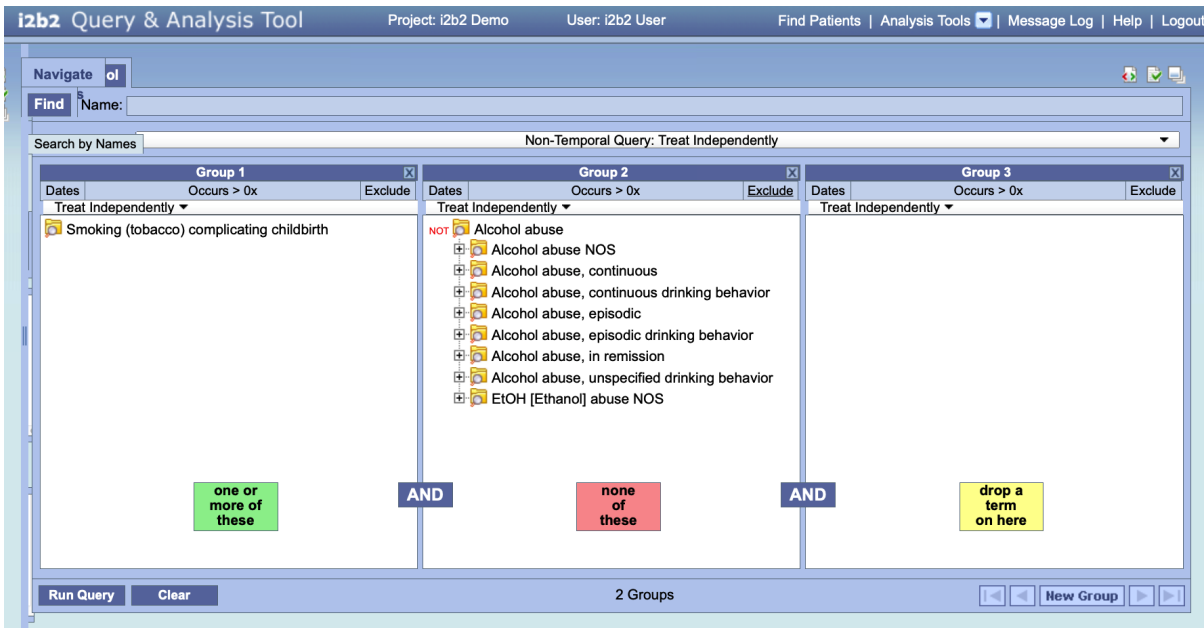 i2b2 Query & Analysis Tool Project: i2b2 Demo User: i2b2 User Find Patients | Analysis Tools | Message Log | Help | Logout
Navigate ol
s
Find Name:
Search by Names
Non-Temporal Query: Treat Independently
Group 1 X
Dates Occurs > 0x Exclude
Treat Independently
Smoking (tobacco) complicating childbirth
one or
more of
these
AND
Group 2 X
Dates Occurs > 0x Exclude
Treat Independently
NOT Alcohol abuse
Alcohol abuse NOS
Alcohol abuse, continuous
Alcohol abuse, continuous drinking behavior
Alcohol abuse, episodic
Alcohol abuse, episodic drinking behavior
Alcohol abuse, in remission
Alcohol abuse, unspecified drinking behavior
EtOH [Ethanol] abuse NOS
none
of
these
AND
Group 3 X
Dates Occurs > 0x Exclude
Treat Independently
drop a
term
on here
Run Query Clear 2 Groups New Group